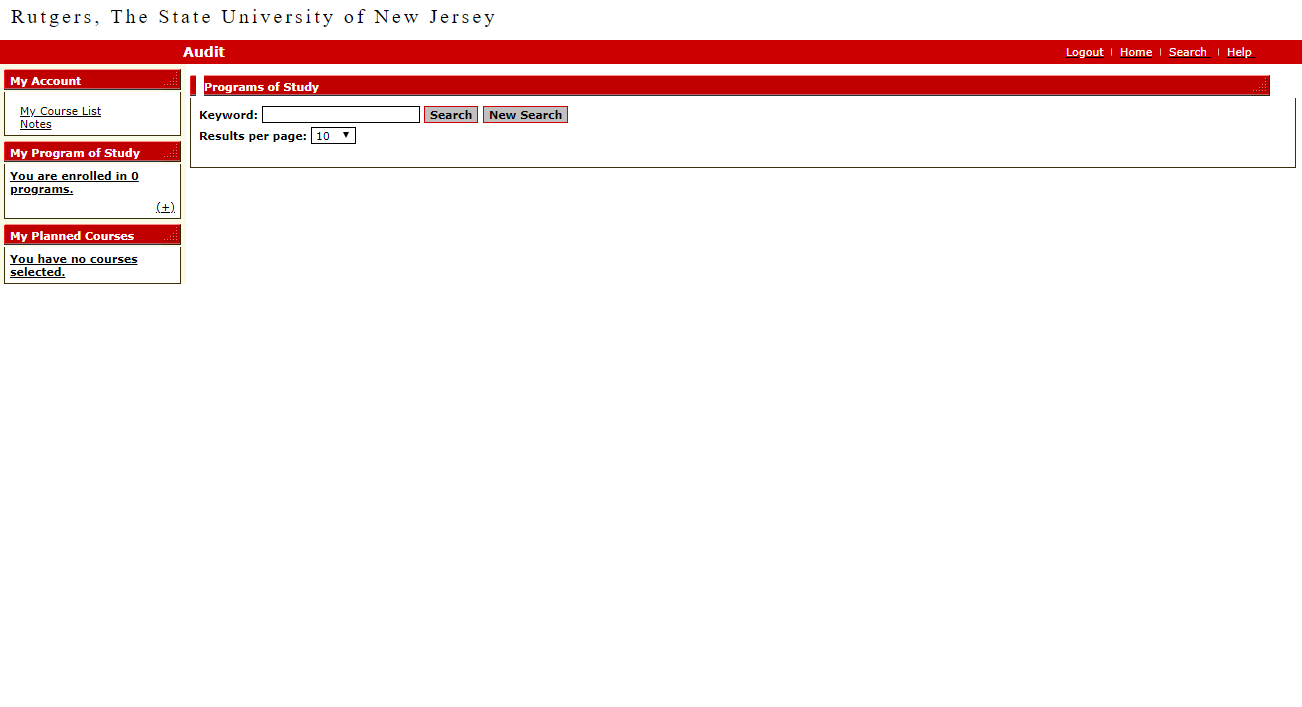 Rutgers, The State University of New Jersey
Audit
Logout | Home | Search | Help
My Account
My Course List
Notes
My Program of Study
You are enrolled in 0
programs.
(+)
My Planned Courses
You have no courses
selected.
Programs of Study
Keyword: Search New Search
Results per page: 10 ▼